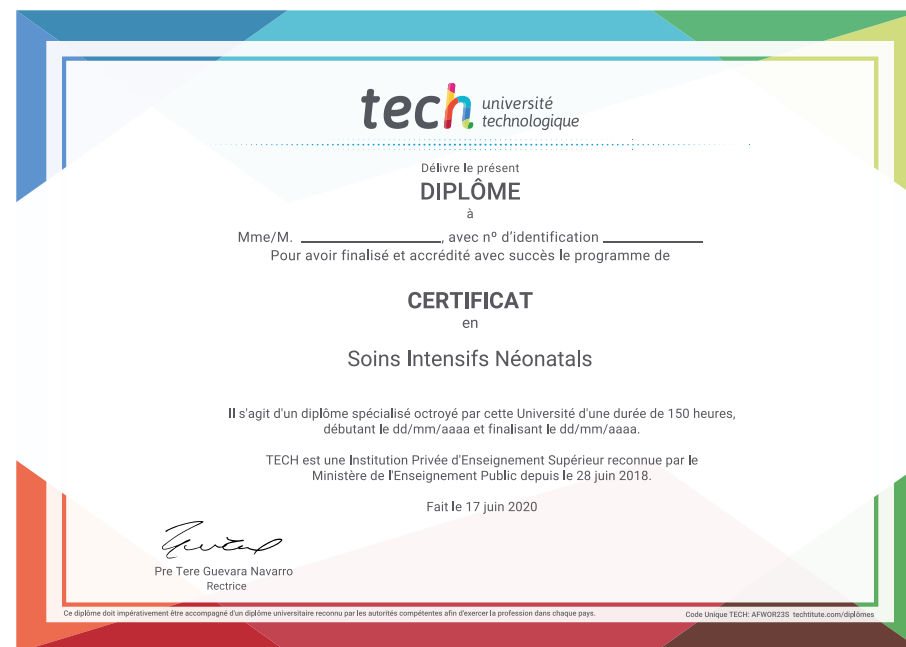 tech université
technologique
Délivre le présent
DIPLÔME
à
Mme/M. ____________________, avec nº d'identification ______________
Pour avoir finalisé et accrédité avec succès le programme de
CERTIFICAT
en
Soins Intensifs Néonatals
Il s'agit d'un diplôme spécialisé octroyé par cette Université d'une durée de 150 heures,
débutant le dd/mm/aaaa et finalisant le dd/mm/aaaa.
TECH est une Institution Privée d'Enseignement Supérieur reconnue par le
Ministère de l'Enseignement Public depuis le 28 juin 2018.
Fait le 17 juin 2020
Pre Tere Guevara Navarro
Rectrice
Ce diplôme doit impérativement être accompagné d'un diplôme universitaire reconnu par les autorités compétentes afin d'exercer la profession dans chaque pays.
Code Unique TECH: AFWOR23S techtitute.com/diplômes